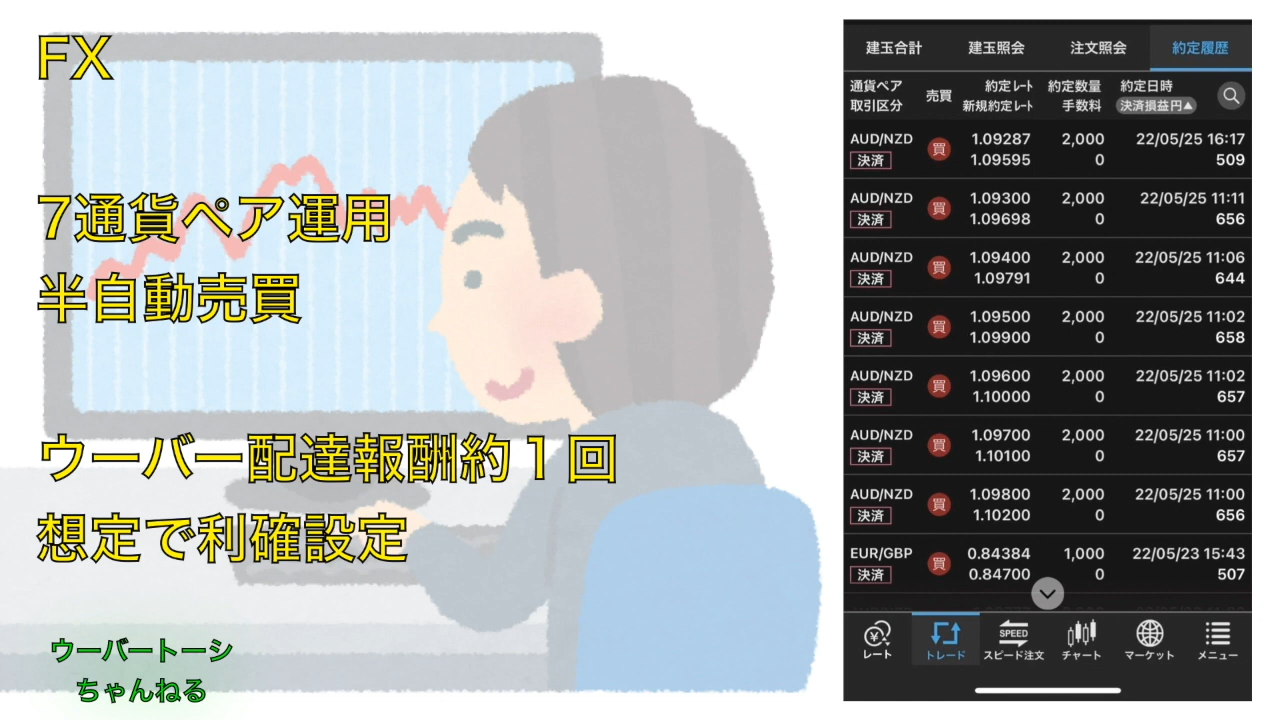 FX
7通貨ペア運用
半自動売買
ウーバー配達報酬約１回
想定で利確設定
ウーバートーシ
ちゃんねる
建玉合計 建玉照会 注文照会 約定履歴
通貨ペア 売買 約定レート 約定数量 約定日時
取引区分 新規約定レート 手数料 決済損益円▲
AUD/NZD 買 1.09287 2,000 22/05/25 16:17
決済 1.09595 0 509
AUD/NZD 買 1.09300 2,000 22/05/25 11:11
決済 1.09698 0 656
AUD/NZD 買 1.09400 2,000 22/05/25 11:06
決済 1.09791 0 644
AUD/NZD 買 1.09500 2,000 22/05/25 11:02
決済 1.09900 0 658
AUD/NZD 買 1.09600 2,000 22/05/25 11:02
決済 1.10000 0 657
AUD/NZD 買 1.09700 2,000 22/05/25 11:00
決済 1.10100 0 657
AUD/NZD 買 1.09800 2,000 22/05/25 11:00
決済 1.10200 0 656
EUR/GBP 買 0.84384 1,000 22/05/23 15:43
決済 0.84700 0 507
SPEED
レート トレード スピード注文 チャート マーケット メニュー